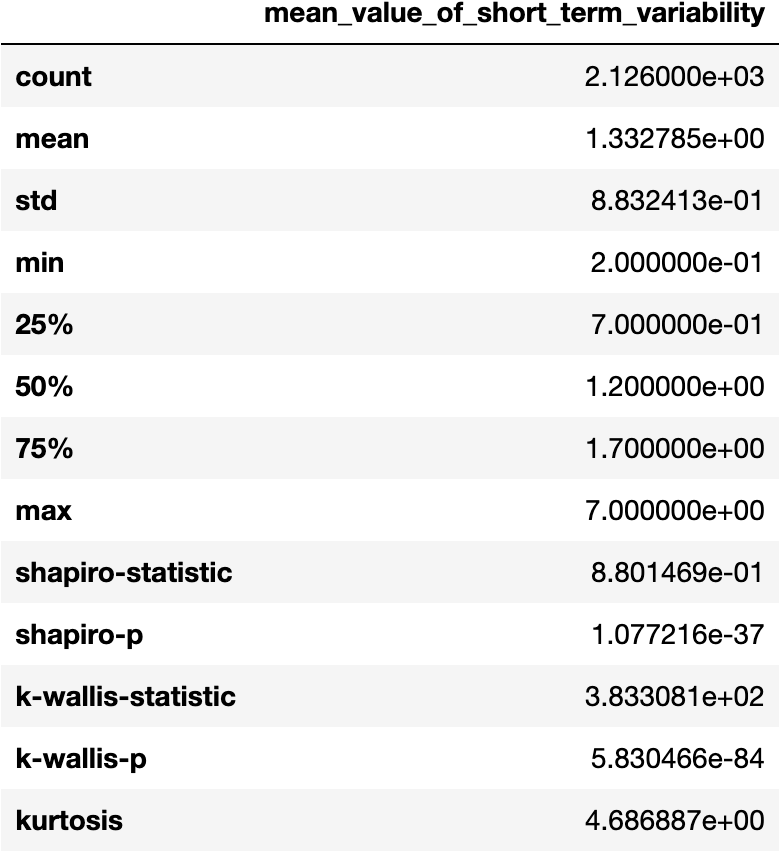 mean_value_of_short_term_variability
count 2.126000e+03
mean 1.332785e+00
std 8.832413e-01
min 2.000000e-01
25% 7.000000e-01
50% 1.200000e+00
75% 1.700000e+00
max 7.000000e+00
shapiro-statistic 8.801469e-01
shapiro-p 1.077216e-37
k-wallis-statistic 3.833081e+02
k-wallis-p 5.830466e-84
kurtosis 4.686887e+00